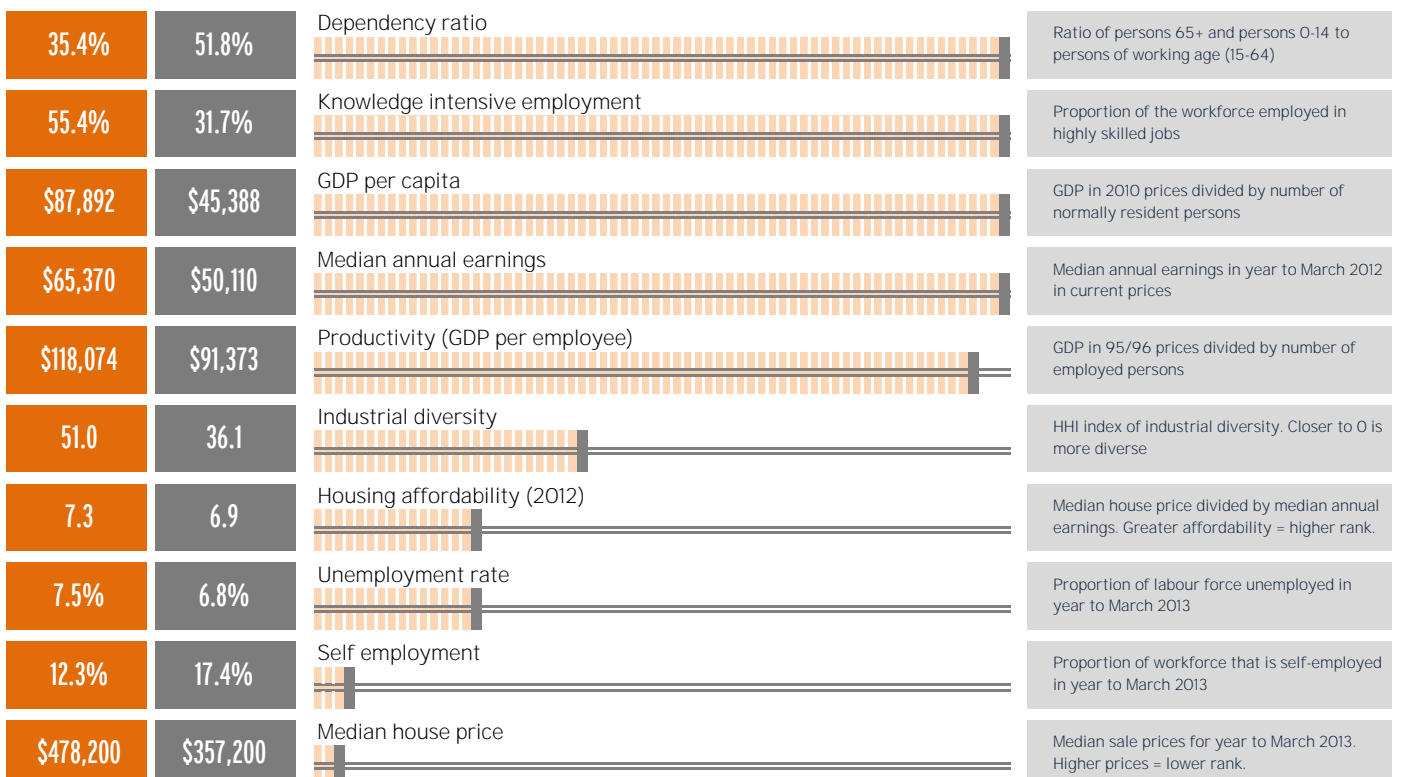 35.4%
51.8%
Dependency ratio
Ratio of persons 65+ and persons 0-14 to
persons of working age (15-64)
55.4%
31.7%
Knowledge intensive employment
Proportion of the workforce employed in
highly skilled jobs
$87,892
$45,388
GDP per capita
GDP in 2010 prices divided by number of
normally resident persons
$65,370
$50,110
Median annual earnings
Median annual earnings in year to March 2012
in current prices
$118,074
$91,373
Productivity (GDP per employee)
GDP in 95/96 prices divided by number of
employed persons
51.0
36.1
Industrial diversity
HHI index of industrial diversity. Closer to 0 is
more diverse
7.3
6.9
Housing affordability (2012)
Median house price divided by median annual
earnings. Greater affordability = higher rank.
7.5%
6.8%
Unemployment rate
Proportion of labour force unemployed in
year to March 2013
12.3%
17.4%
Self employment
Proportion of workforce that is self-employed
in year to March 2013
$478,200
$357,200
Median house price
Median sale prices for year to March 2013.
Higher prices = lower rank.